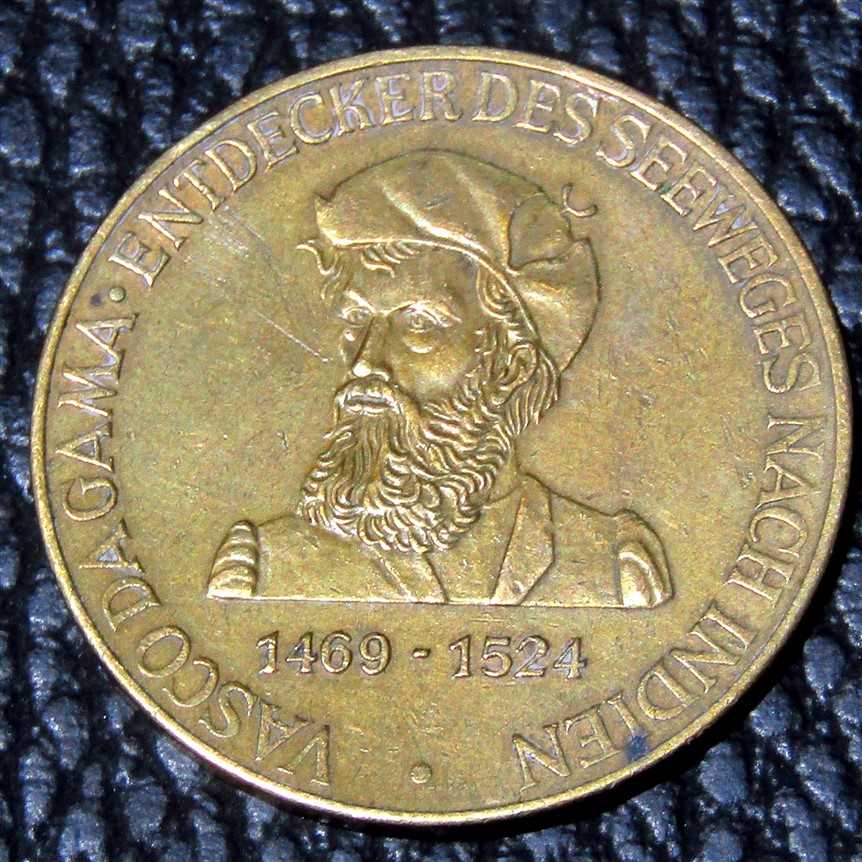 VASCO DA GAMA · ENTDECKER DES SEEWEGES NACH INDIEN ·
1469 - 1524